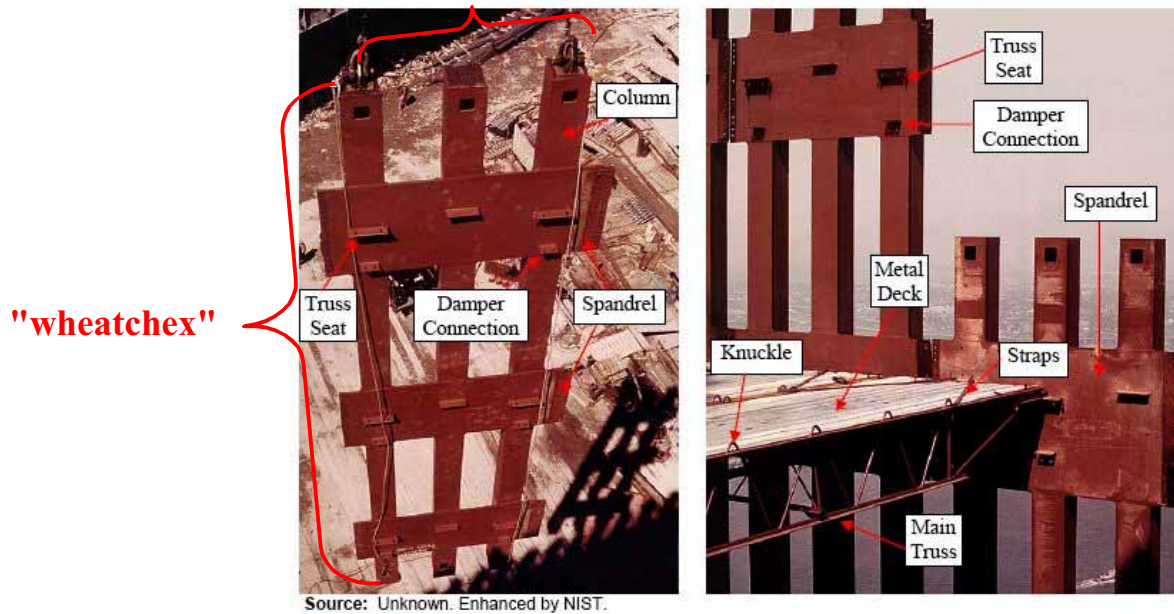 Column
Truss
Seat
Damper
Connection
Spandrel
"wheatchex"
Truss
Seat
Damper
Connection
Spandrel
Metal
Deck
Knuckle
Straps
Main
Truss
Source: Unknown. Enhanced by NIST.